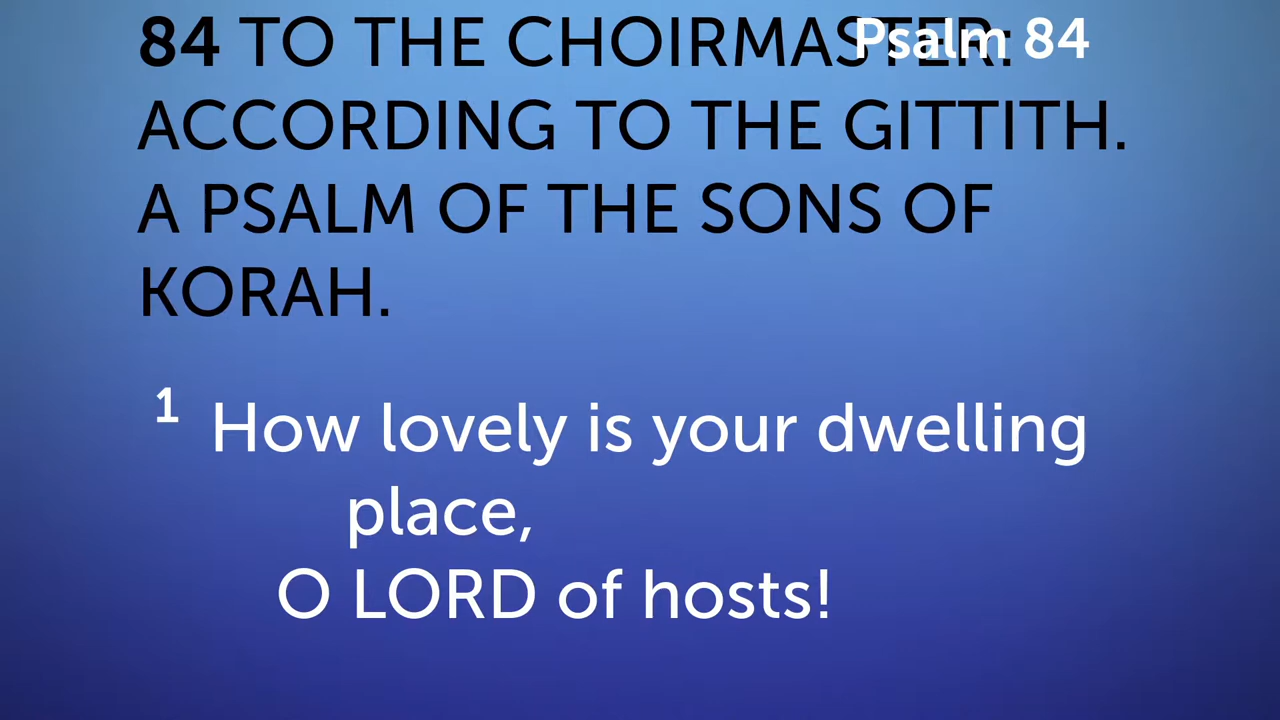 84 TO THE CHOIRMASTER:
Psalm 84
ACCORDING TO THE GITTITH.
A PSALM OF THE SONS OF
KORAH.
1 How lovely is your dwelling
place,
O LORD of hosts!